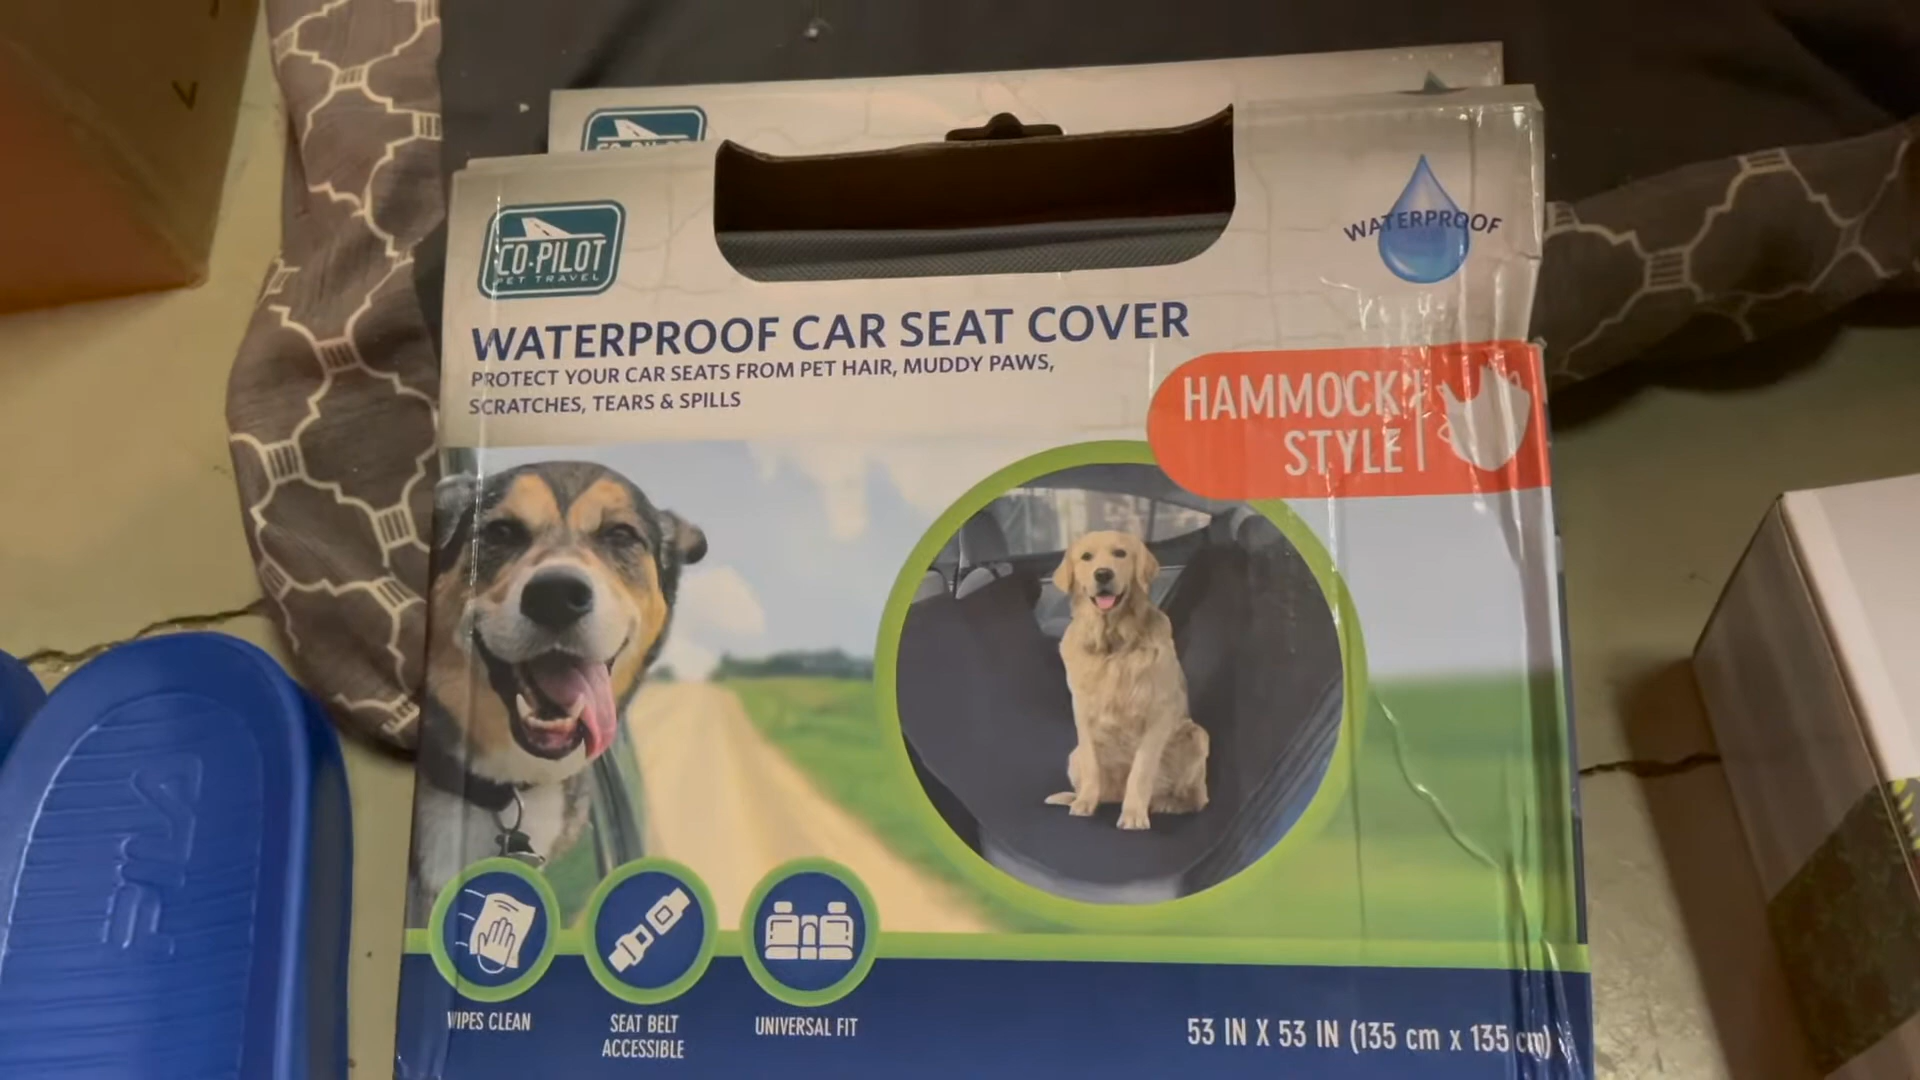 CO-PILOT
CO-PILOT
PET TRAVEL
WATERPROOF
WATERPROOF CAR SEAT COVER
PROTECT YOUR CAR SEATS FROM PET HAIR, MUDDY PAWS,
SCRATCHES, TEARS & SPILLS
HAMMOCK
STYLE
WIPES CLEAN
SEAT BELT
ACCESSIBLE
UNIVERSAL FIT
53 IN X 53 IN (135 cm x 135 cm)